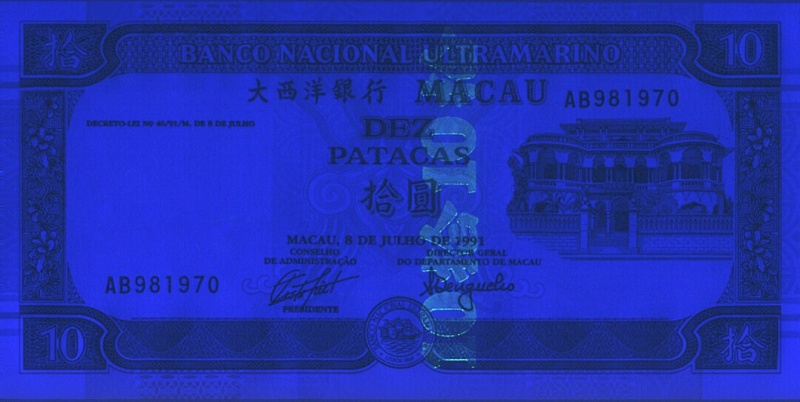 拾 BANCO NACIONAL ULTRAMARINO 10
大西洋銀行 MACAU AB981970
DECRETO-LEI Nº 40/91/M, DE 8 DE JULHO
DEZ
PATACAS
拾圓
MACAU, 8 DE JULHO DE 1991
CONSELHO DIRECTOR GERAL
DE ADMINISTRAÇÃO DO DEPARTAMENTO DE MACAU
AB981970
PRESIDENTE
10 拾